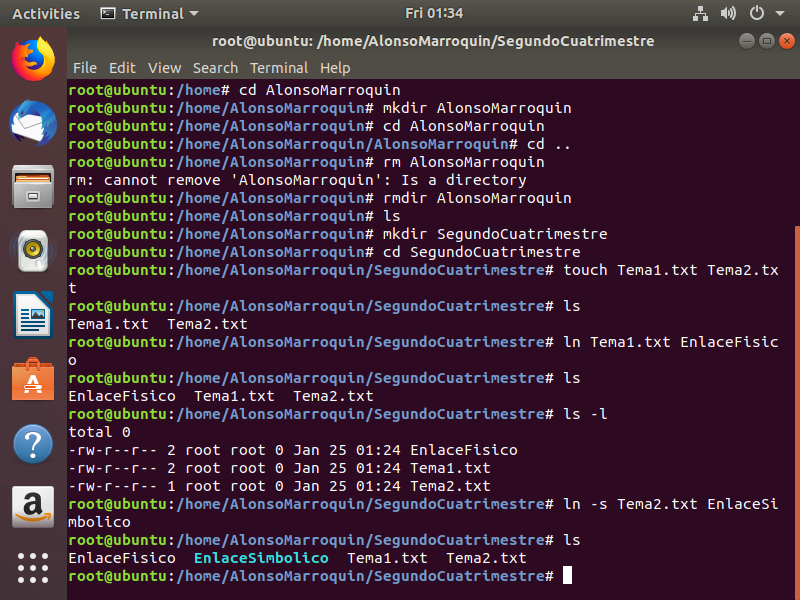 Activities Terminal Fri 01:34
root@ubuntu: /home/AlonsoMarroquin/SegundoCuatrimestre
File Edit View Search Terminal Help
root@ubuntu:/home# cd AlonsoMarroquin
root@ubuntu:/home/AlonsoMarroquin# mkdir AlonsoMarroquin
root@ubuntu:/home/AlonsoMarroquin# cd AlonsoMarroquin
root@ubuntu:/home/AlonsoMarroquin/AlonsoMarroquin# cd ..
root@ubuntu:/home/AlonsoMarroquin# rm AlonsoMarroquin
rm: cannot remove 'AlonsoMarroquin': Is a directory
root@ubuntu:/home/AlonsoMarroquin# rmdir AlonsoMarroquin
root@ubuntu:/home/AlonsoMarroquin# ls
root@ubuntu:/home/AlonsoMarroquin# mkdir SegundoCuatrimestre
root@ubuntu:/home/AlonsoMarroquin# cd SegundoCuatrimestre
root@ubuntu:/home/AlonsoMarroquin/SegundoCuatrimestre# touch Tema1.txt Tema2.tx
t
root@ubuntu:/home/AlonsoMarroquin/SegundoCuatrimestre# ls
Tema1.txt  Tema2.txt
root@ubuntu:/home/AlonsoMarroquin/SegundoCuatrimestre# ln Tema1.txt EnlaceFisic
o
root@ubuntu:/home/AlonsoMarroquin/SegundoCuatrimestre# ls
EnlaceFisico  Tema1.txt  Tema2.txt
root@ubuntu:/home/AlonsoMarroquin/SegundoCuatrimestre# ls -l
total 0
-rw-r--r-- 2 root root 0 Jan 25 01:24 EnlaceFisico
-rw-r--r-- 2 root root 0 Jan 25 01:24 Tema1.txt
-rw-r--r-- 1 root root 0 Jan 25 01:24 Tema2.txt
root@ubuntu:/home/AlonsoMarroquin/SegundoCuatrimestre# ln -s Tema2.txt EnlaceSi
mbolico
root@ubuntu:/home/AlonsoMarroquin/SegundoCuatrimestre# ls
EnlaceFisico  EnlaceSimbolico  Tema1.txt  Tema2.txt
root@ubuntu:/home/AlonsoMarroquin/SegundoCuatrimestre#